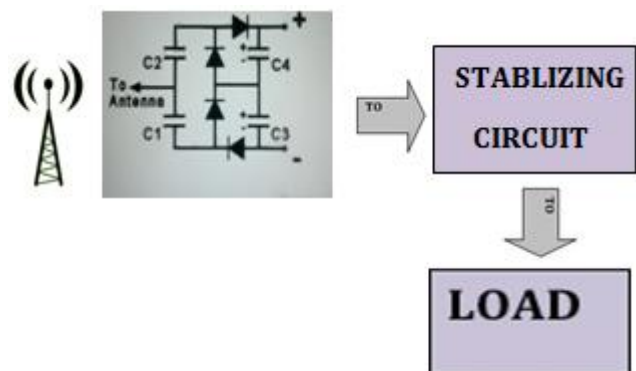 +
C2
+
-
C4
To
Antenna
C1
+
-
C3
-
TO
STABLIZING
CIRCUIT
TO
LOAD